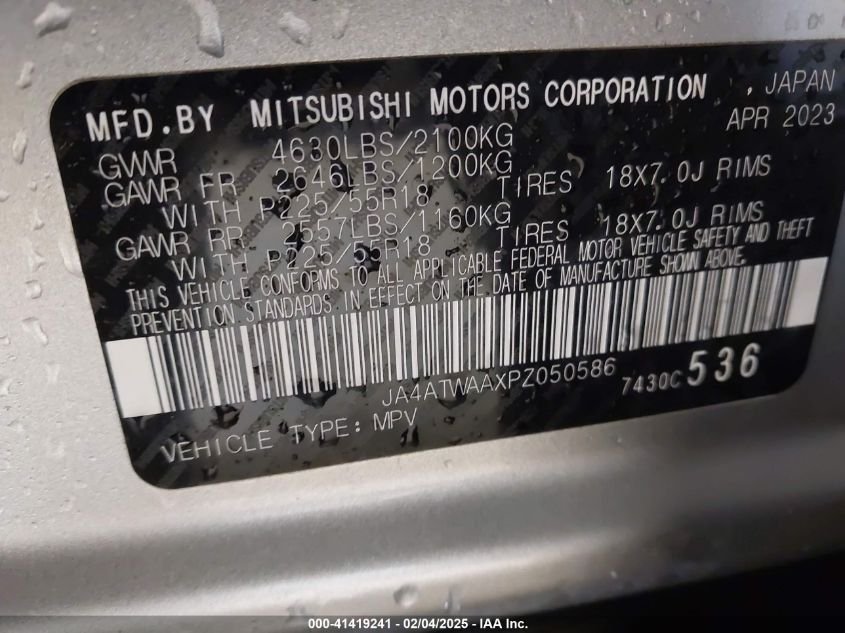 MFD.BY MITSUBISHI MOTORS CORPORATION , JAPAN
APR 2023
GVWR 4630LBS/2100KG
GAWR FR 2646LBS/1200KG
WITH P225/55R18 TIRES 18X7.0J RIMS
GAWR RR 2557LBS/1160KG
WITH P225/55R18 TIRES 18X7.0J RIMS
THIS VEHICLE CONFORMS TO ALL APPLICABLE FEDERAL MOTOR VEHICLE SAFETY AND THEFT
PREVENTION STANDARDS IN EFFECT ON THE DATE OF MANUFACTURE SHOWN ABOVE.
JA4ATWAAXPZ050586 7430C 536
VEHICLE TYPE: MPV
000-41419241 - 02/04/2025 - IAA Inc.